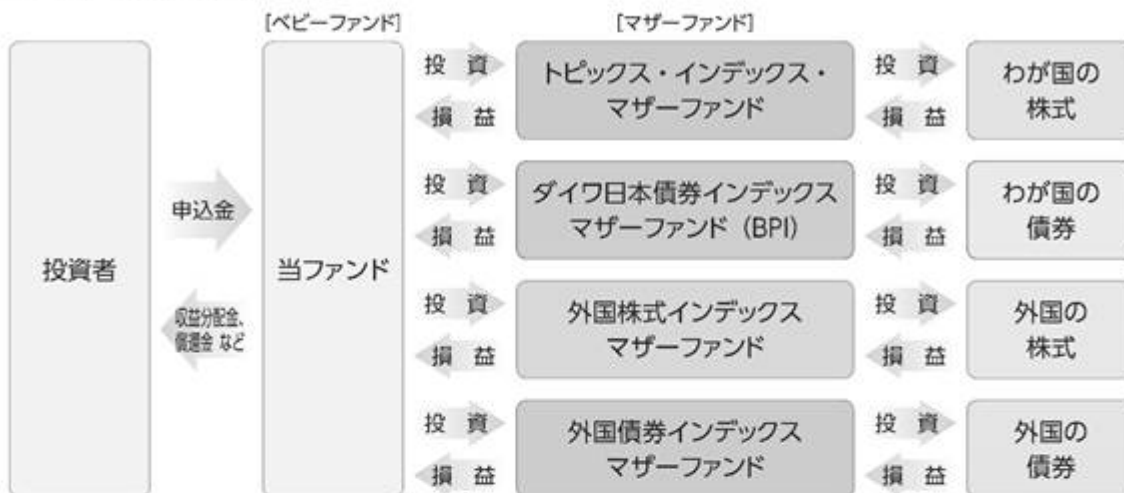 [ベビーファンド]
[マザーファンド]
投資者
申込金
収益分配金、
償還金 など
当ファンド
投 資
損 益
トピックス・インデックス・
マザーファンド
投 資
損 益
わが国の
株式
投 資
損 益
ダイワ日本債券インデックス
マザーファンド（BPI）
投 資
損 益
わが国の
債券
投 資
損 益
外国株式インデックス
マザーファンド
投 資
損 益
外国の
株式
投 資
損 益
外国債券インデックス
マザーファンド
投 資
損 益
外国の
債券